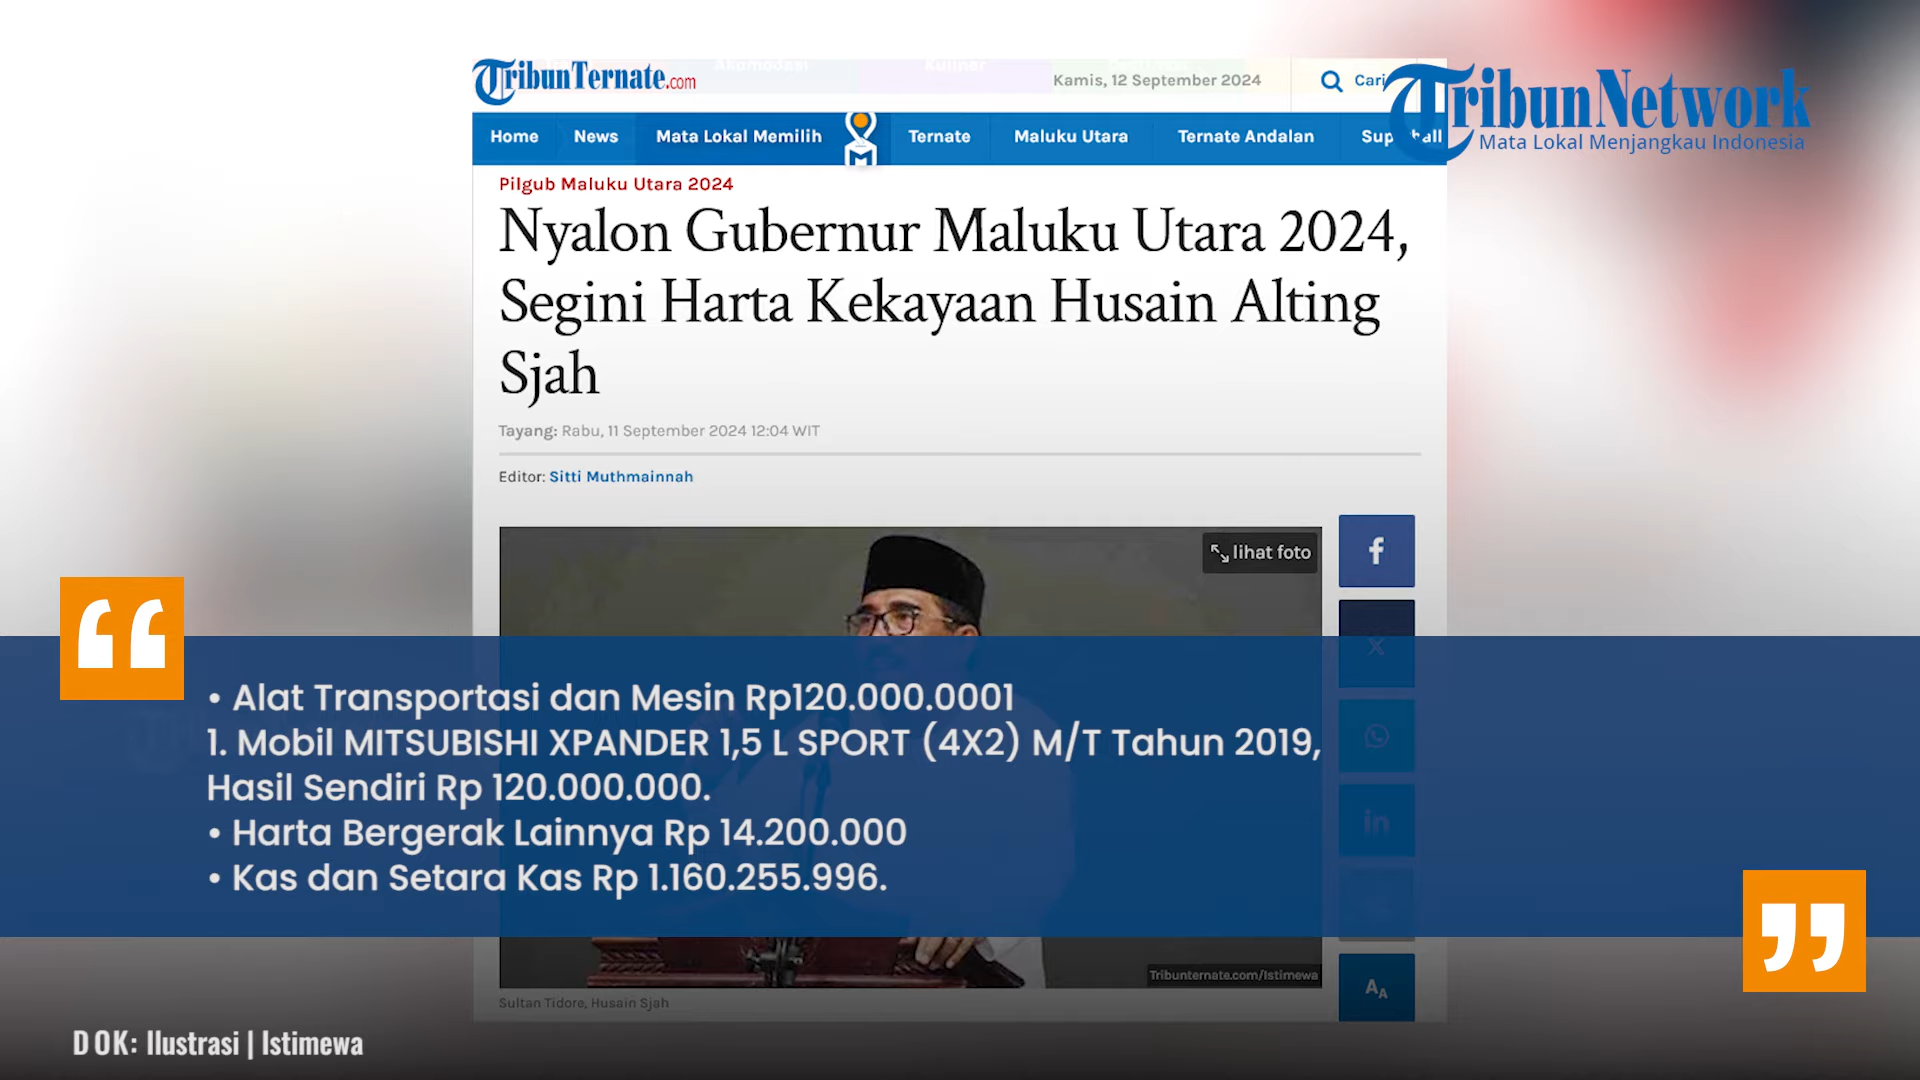 TribunTernate.com
Akomodasi
Kuliner
Kamis, 12 September 2024
Cari
TribunNetwork
Mata Lokal Menjangkau Indonesia
Home News Mata Lokal Memilih Ternate Maluku Utara Ternate Andalan
Pilgub Maluku Utara 2024
Nyalon Gubernur Maluku Utara 2024,
Segini Harta Kekayaan Husain Alting
Sjah
Tayang: Rabu, 11 September 2024 12:04 WIT
Editor: Sitti Muthmainnah
lihat foto
• Alat Transportasi dan Mesin Rp120.000.0001
1. Mobil MITSUBISHI XPANDER 1,5 L SPORT (4X2) M/T Tahun 2019,
Hasil Sendiri Rp 120.000.000.
• Harta Bergerak Lainnya Rp 14.200.000
• Kas dan Setara Kas Rp 1.160.255.996.
Tribunternate.com/Istimewa
AA
Sultan Tidore, Husain Sjah
DOK: Ilustrasi | Istimewa